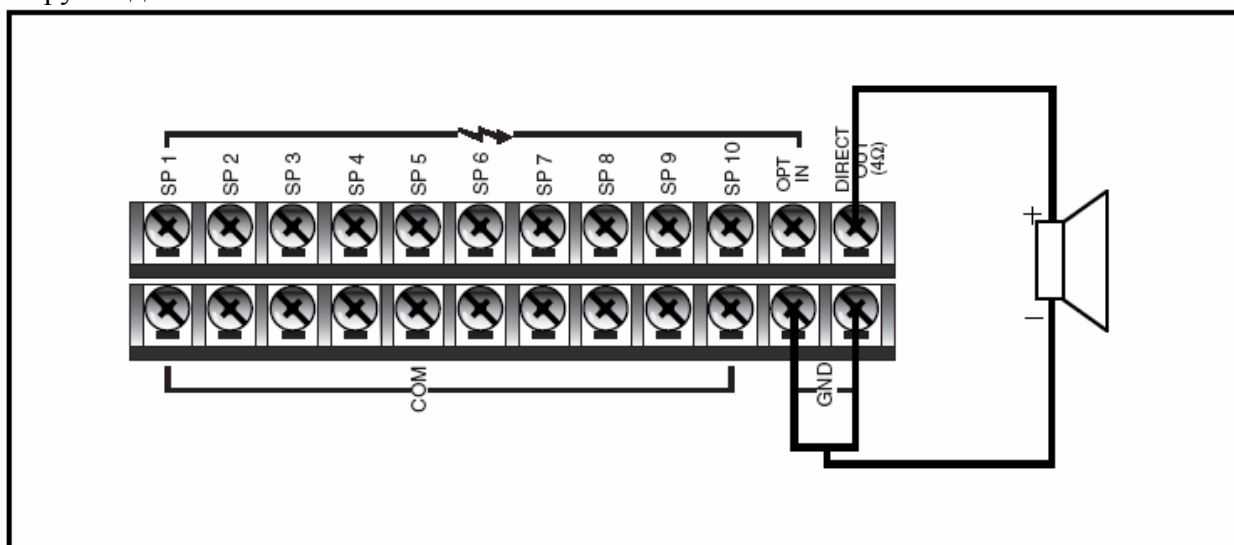 SP 1
SP 2
SP 3
SP 4
SP 5
SP 6
SP 7
SP 8
SP 9
SP 10
OPT
IN
DIRECT
OUT
(4Ω)
+
−
COM
GND